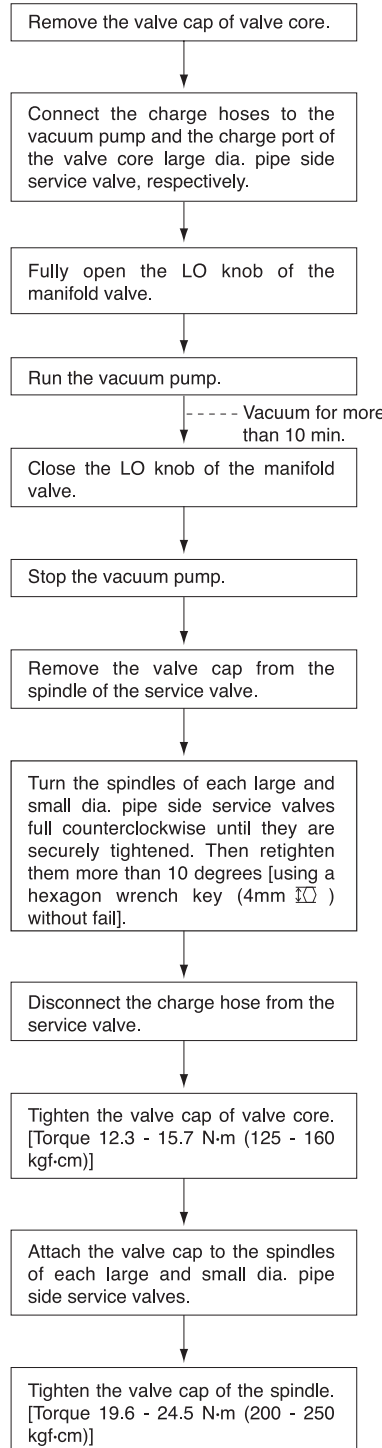 Remove the valve cap of valve core.
Connect the charge hoses to the
vacuum pump and the charge port of
the valve core large dia. pipe side
service valve, respectively.
Fully open the LO knob of the
manifold valve.
Run the vacuum pump.
Vacuum for more
than 10 min.
Close the LO knob of the manifold
valve.
Stop the vacuum pump.
Remove the valve cap from the
spindle of the service valve.
Turn the spindles of each large and
small dia. pipe side service valves
full counterclockwise until they are
securely tightened. Then retighten
them more than 10 degrees [using a
hexagon wrench key (4mm )
without fail].
Disconnect the charge hose from the
service valve.
Tighten the valve cap of valve core.
[Torque 12.3 - 15.7 N·m (125 - 160
kgf·cm)]
Attach the valve cap to the spindles
of each large and small dia. pipe
side service valves.
Tighten the valve cap of the spindle.
[Torque 19.6 - 24.5 N·m (200 - 250
kgf·cm)]